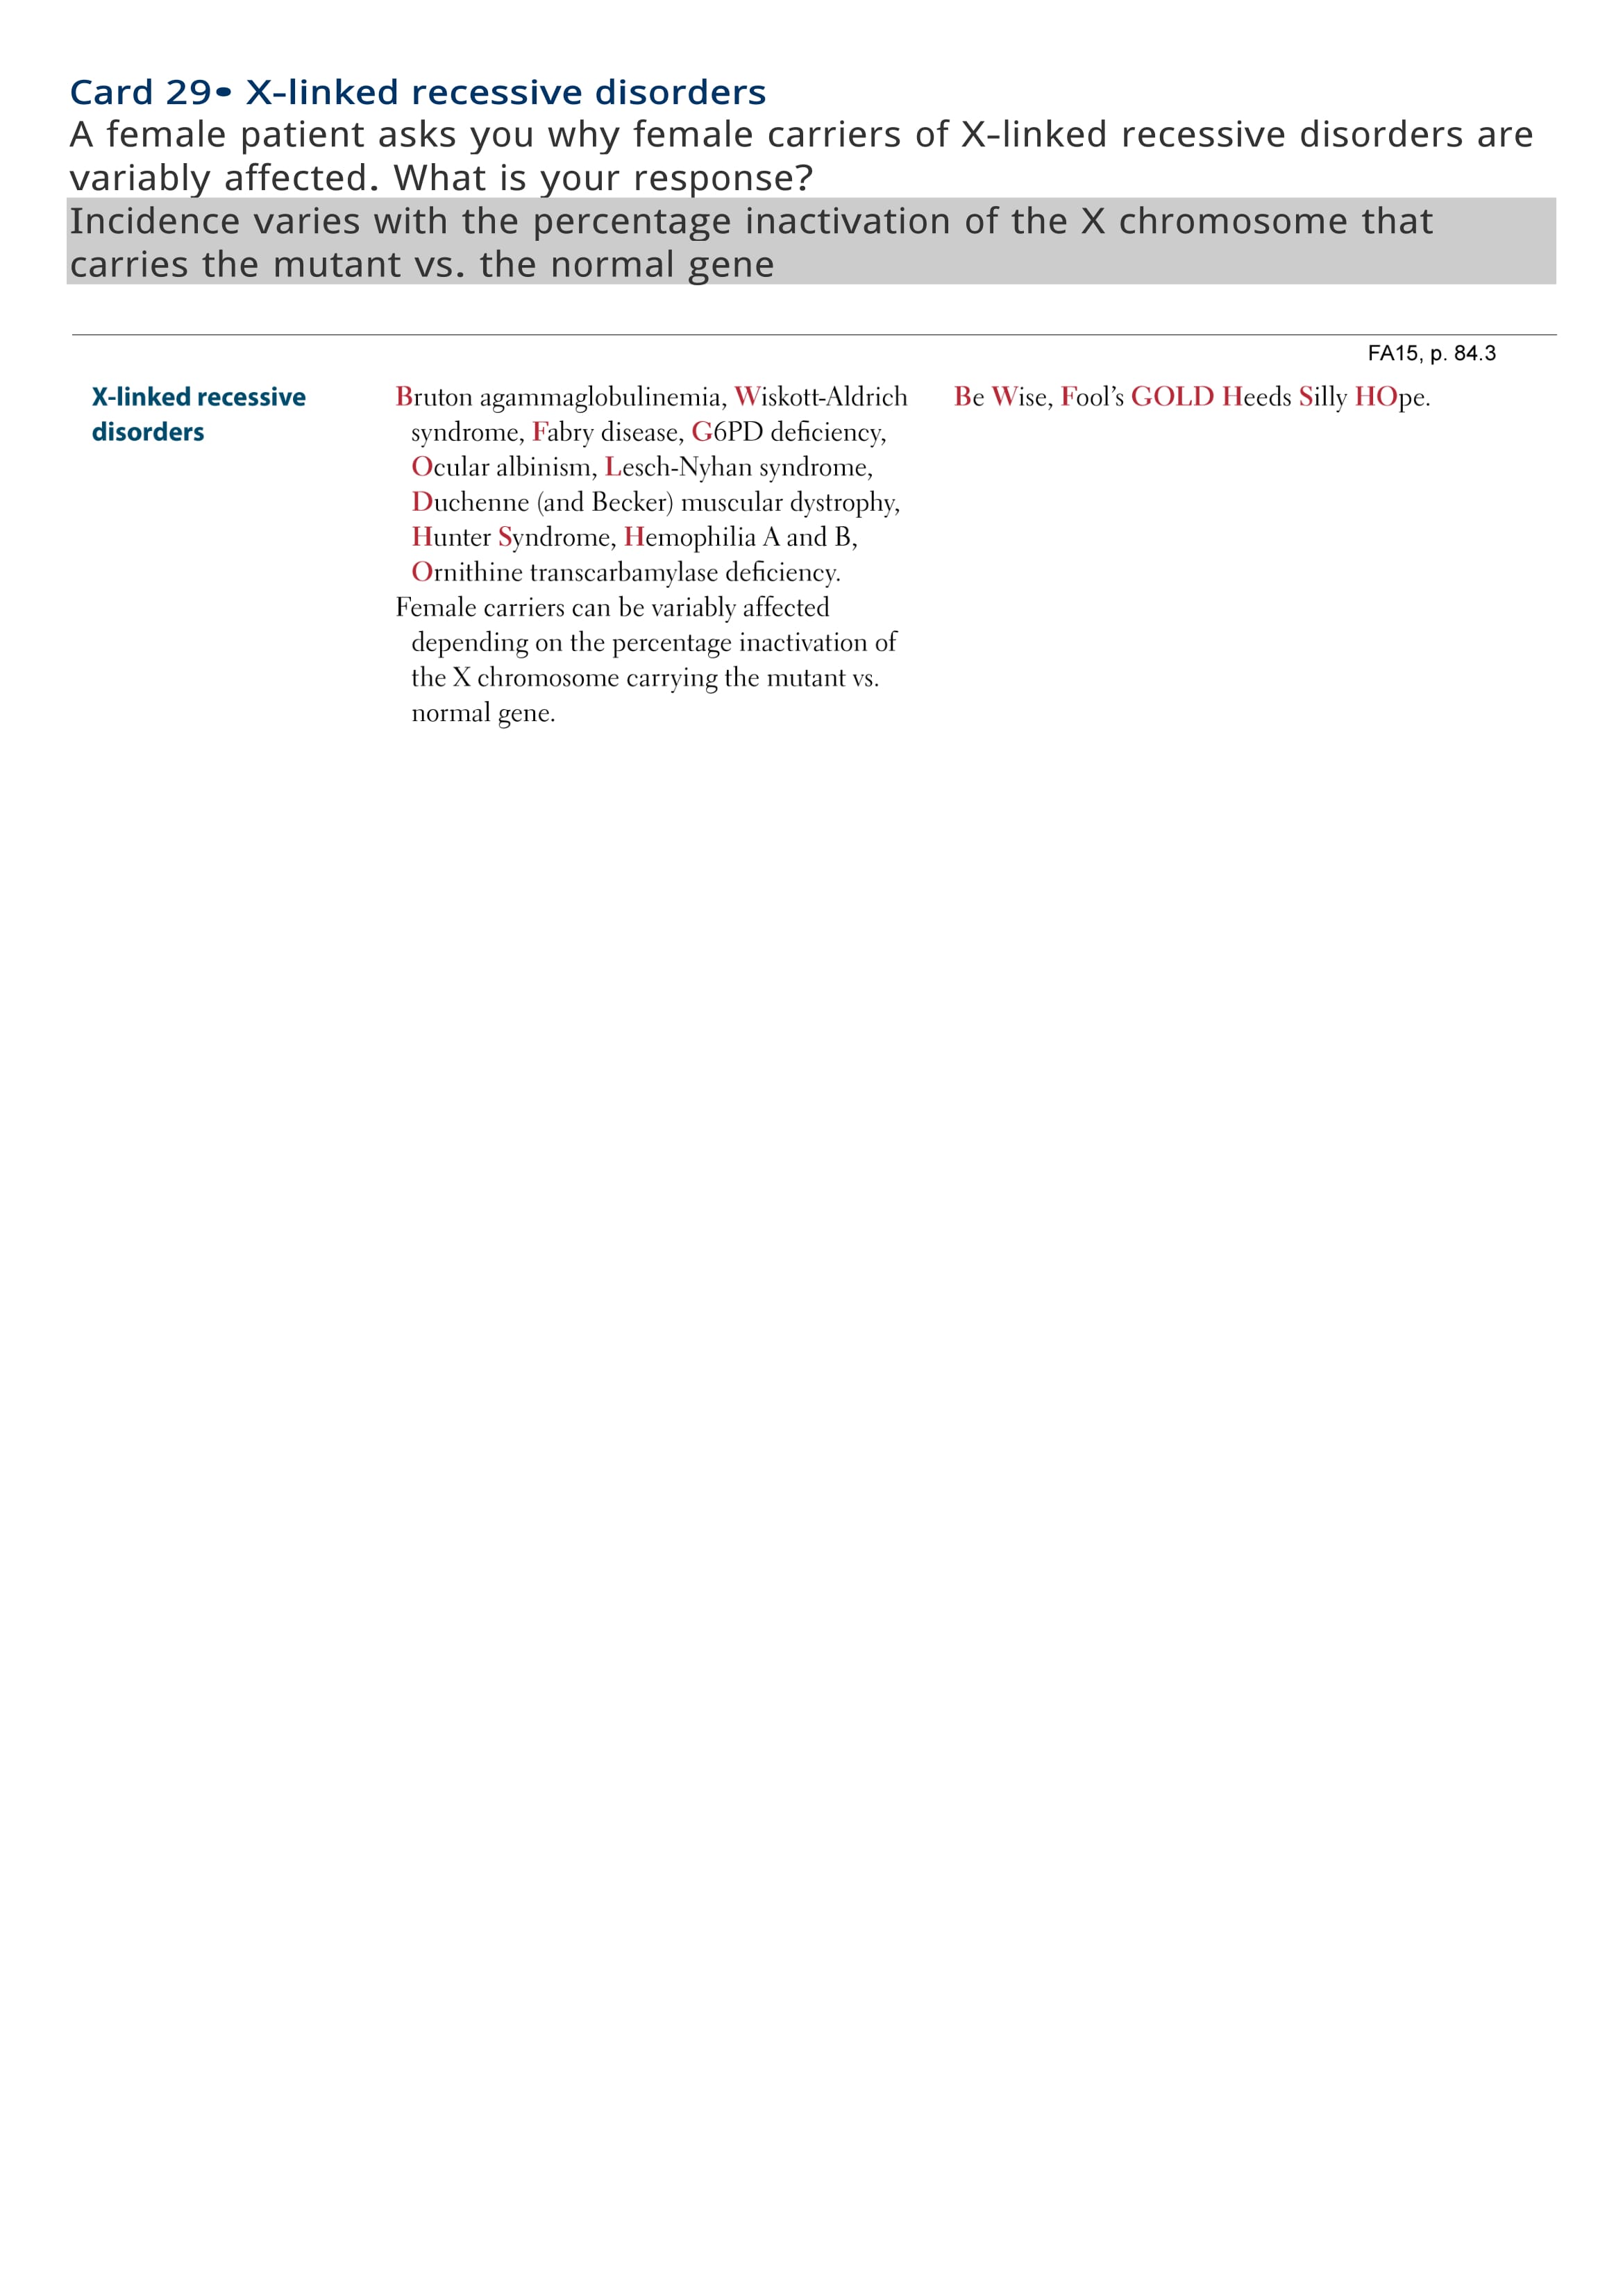 Card 29• X-linked recessive disorders
A female patient asks you why female carriers of X-linked recessive disorders are
variably affected. What is your response?
Incidence varies with the percentage inactivation of the X chromosome that
carries the mutant vs. the normal gene
FA15, p. 84.3
X-linked recessive
disorders
Bruton agammaglobulinemia, Wiskott-Aldrich
syndrome, Fabry disease, G6PD deficiency,
Ocular albinism, Lesch-Nyhan syndrome,
Duchenne (and Becker) muscular dystrophy,
Hunter Syndrome, Hemophilia A and B,
Ornithine transcarbamylase deficiency.
Female carriers can be variably affected
depending on the percentage inactivation of
the X chromosome carrying the mutant vs.
normal gene.
Be Wise, Fool’s GOLD Heeds Silly HOpe.